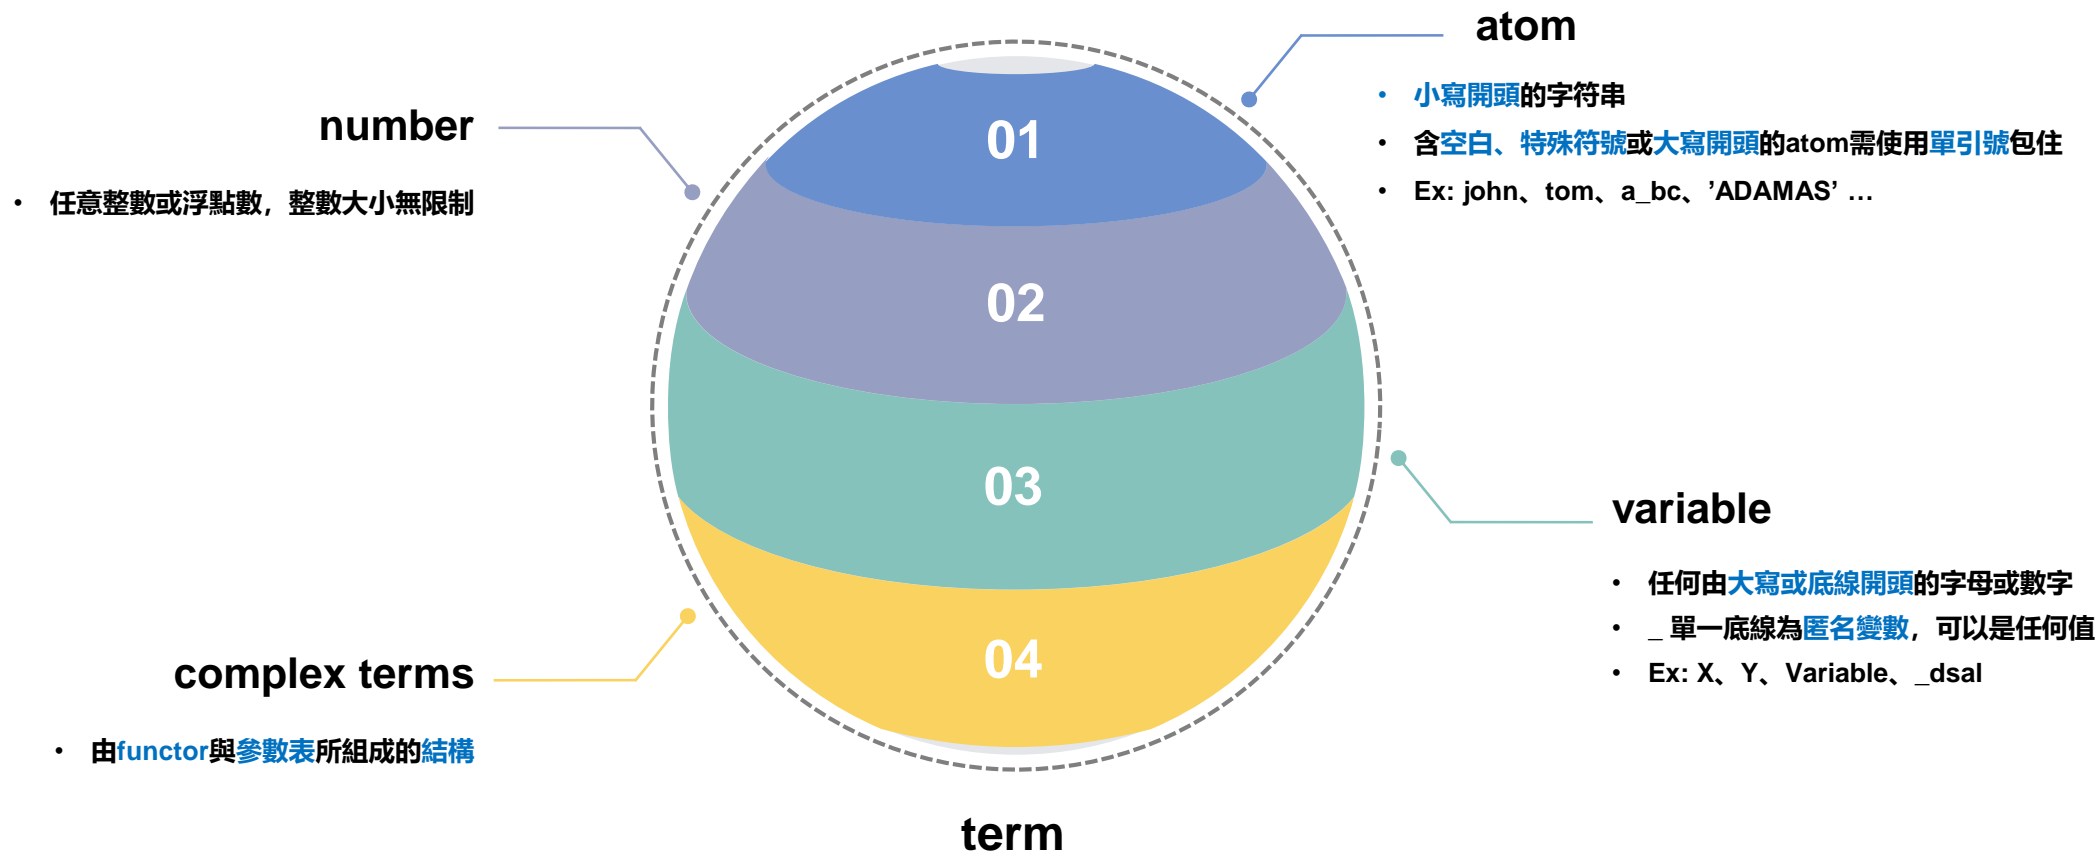 atom
• 小寫開頭的字符串
• 含空白、特殊符號或大寫開頭的atom需使用單引號包住
• Ex: john、tom、a_bc、’ADAMAS’ …
number
• 任意整數或浮點數，整數大小無限制
01
02
03
04
variable
• 任何由大寫或底線開頭的字母或數字
• _ 單一底線為匿名變數，可以是任何值
• Ex: X、Y、Variable、_dsal
complex terms
• 由functor與參數表所組成的結構
term